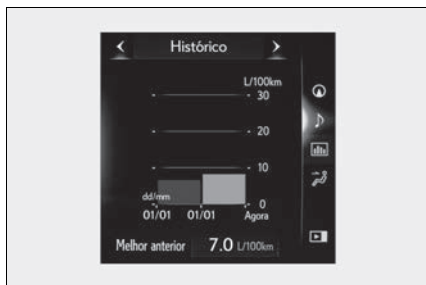 Histórico
L/100km
30
20
10
0
dd/mm
01/01 01/01 Agora
Melhor anterior 7.0 L/100km